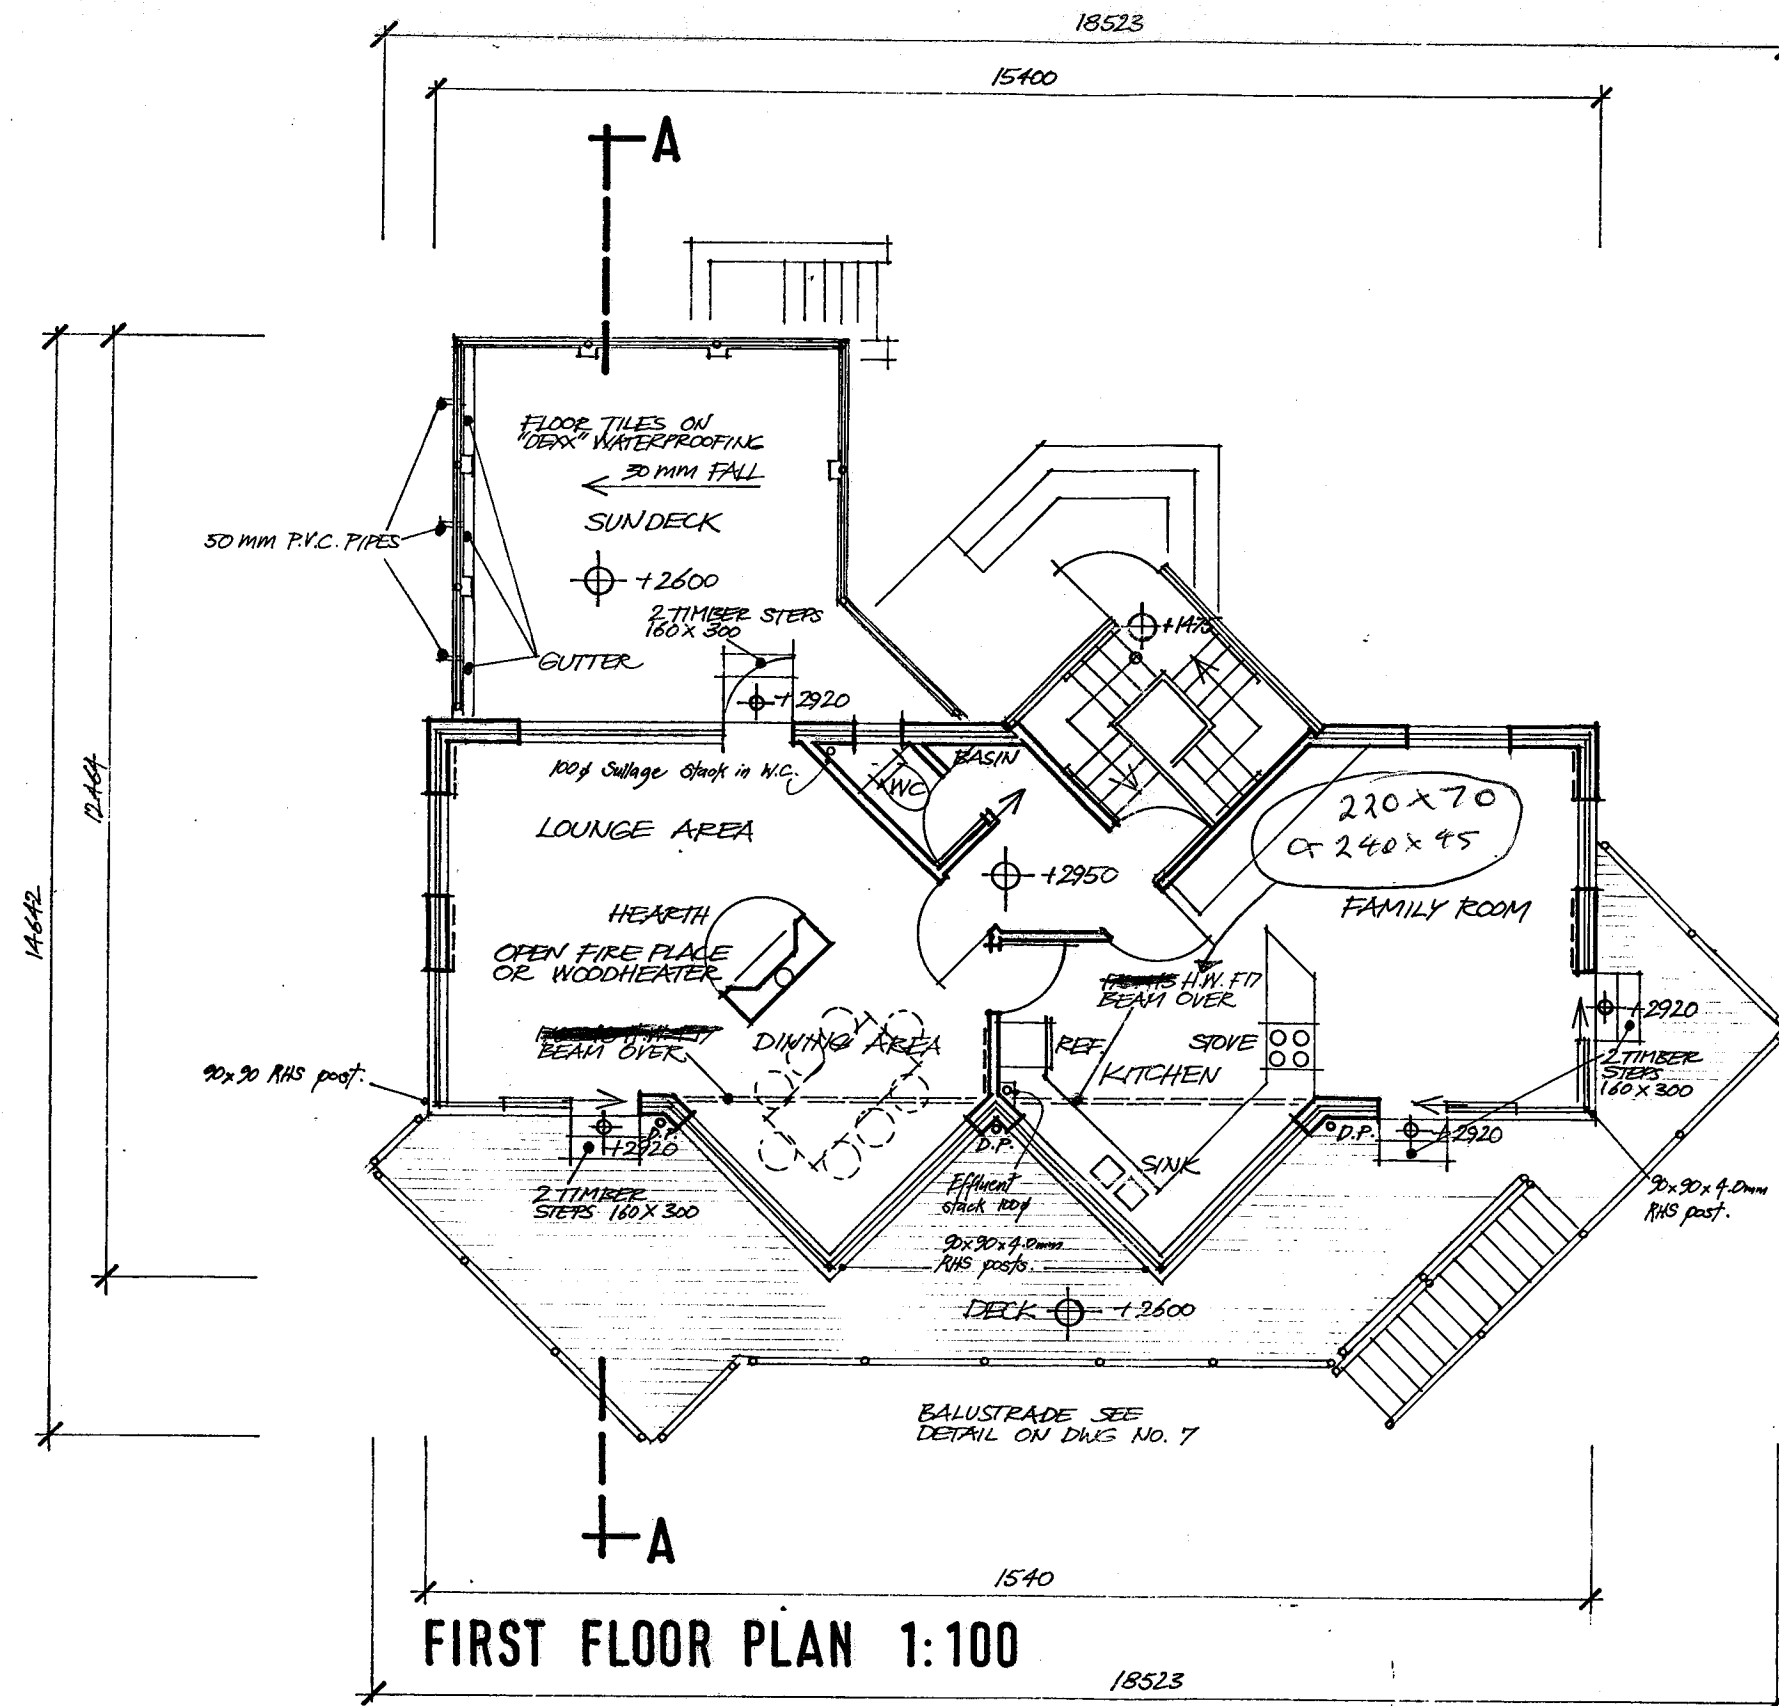 18523
15400
A
FLOOR TILES ON
"DEXX" WATERPROOFING
30 mm FALL
SUNDECK
50 mm P.V.C. PIPES
+2600
2 TIMBER STEPS
160 X 300
+1475
GUTTER
+2920
BASIN
100φ Sullage Stack in W.C.
WC
12464
220 x 70
or 240 x 45
LOUNGE AREA
+2950
14642
HEARTH
FAMILY ROOM
OPEN FIRE PLACE
OR WOODHEATER
H.W. F17
BEAM OVER
+2920
DINING AREA
REF.
STOVE
BEAM OVER
KITCHEN
2 TIMBER
STEPS
160 X 300
90x90 RHS post.
D.P.
+2920
D.P.
D.P.
+2920
SINK
2 TIMBER
STEPS 160 X 300
Effluent
stack 100φ
90x90x4.0mm
RHS post.
90x90x4.0mm
RHS posts.
DECK
+2600
BALUSTRADE SEE
DETAIL ON DWG NO. 7
A
1540
FIRST FLOOR PLAN 1:100
18523